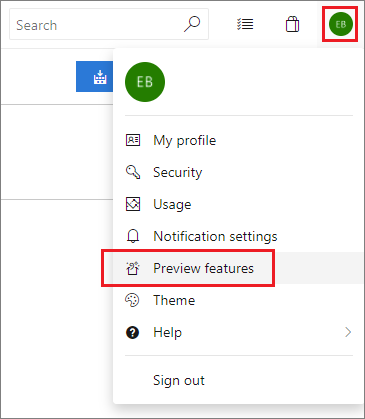 Search
EB
EB
My profile
Security
Usage
Notification settings
Preview features
Theme
Help
Sign out